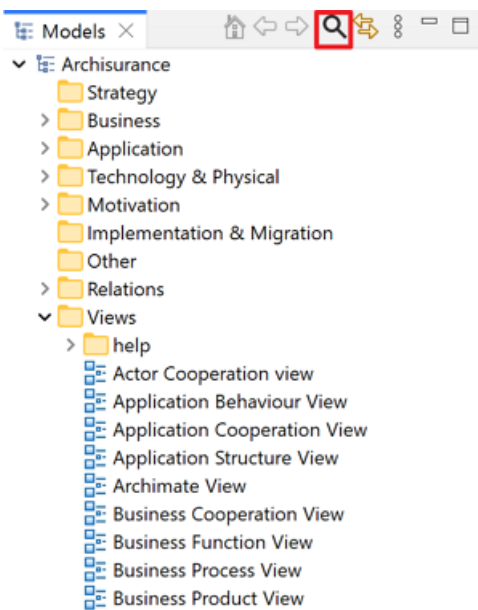 Models
Archisurance
Strategy
Business
Application
Technology & Physical
Motivation
Implementation & Migration
Other
Relations
Views
help
Actor Cooperation view
Application Behaviour View
Application Cooperation View
Application Structure View
Archimate View
Business Cooperation View
Business Function View
Business Process View
Business Product View